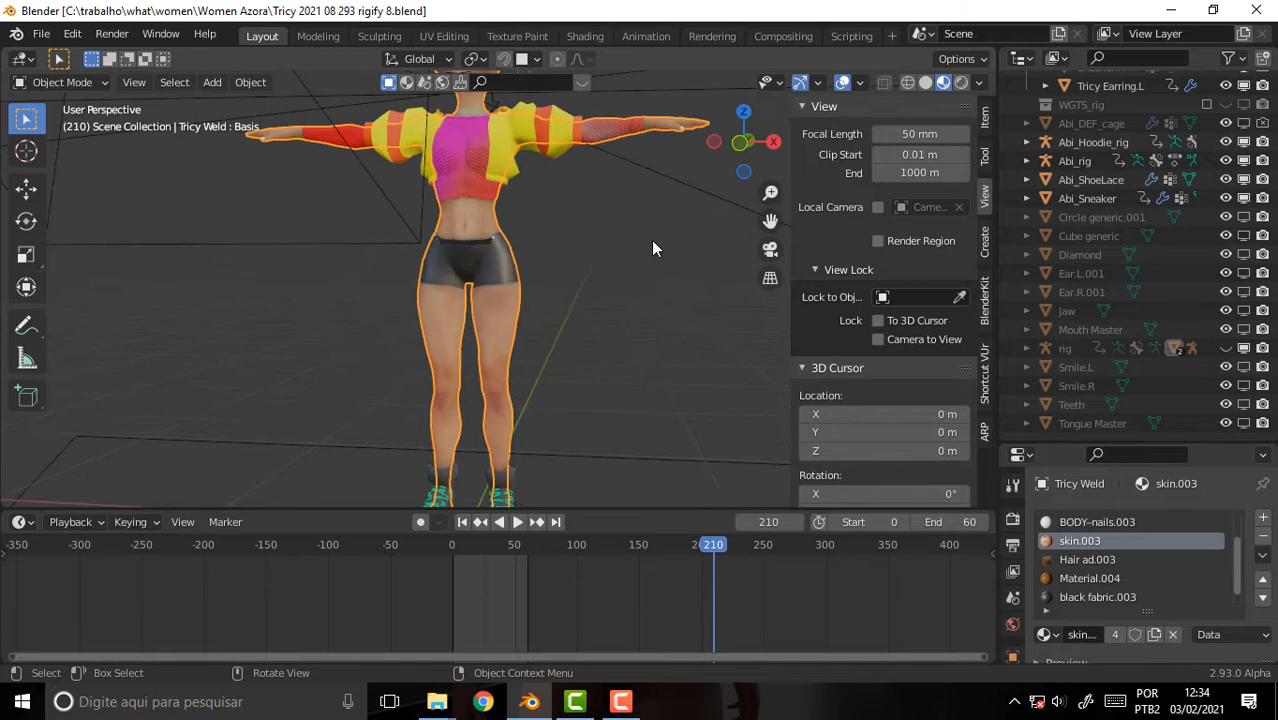 Blender [C:\trabalho\what\women\Women Azora\Tricy 2021 08 293 rigify 8.blend]
File Edit Render Window Help Layout Modeling Sculpting UV Editing Texture Paint Shading Animation Rendering Compositing Scripting Scene View Layer
Global Options
Object Mode View Select Add Object
User Perspective
(210) Scene Collection | Tricy Weld : Basis
Z
X
View
Focal Length 50 mm
Clip Start 0.01 m
End 1000 m
Local Camera Came...
Render Region
View Lock
Lock to Obj...
Lock To 3D Cursor
Camera to View
3D Cursor
Location:
X 0 m
Y 0 m
Z 0 m
Rotation:
X 0°
Item
Tool
View
Create
BlenderKit
Shortcut VUr
ARP
Tricy Earring.L
WGTS_rig
Abi_DEF_cage
Abi_Hoodie_rig
Abi_rig
Abi_ShoeLace
Abi_Sneaker
Circle generic.001
Cube generic
Diamond
Ear.L.001
Ear.R.001
Jaw
Mouth Master
rig 2
Smile.L
Smile.R
Teeth
Tongue Master
Tricy Weld skin.003
BODY-nails.003
skin.003
Hair ad.003
Material.004
black fabric.003
skin.... 4 Data
Preview
Playback Keying View Marker 210 Start 0 End 60
-350 -300 -250 -200 -150 -100 -50 0 50 100 150 210 250 300 350 400
Select Box Select Rotate View Object Context Menu 2.93.0 Alpha
Digite aqui para pesquisar
POR
PTB2
12:34
03/02/2021